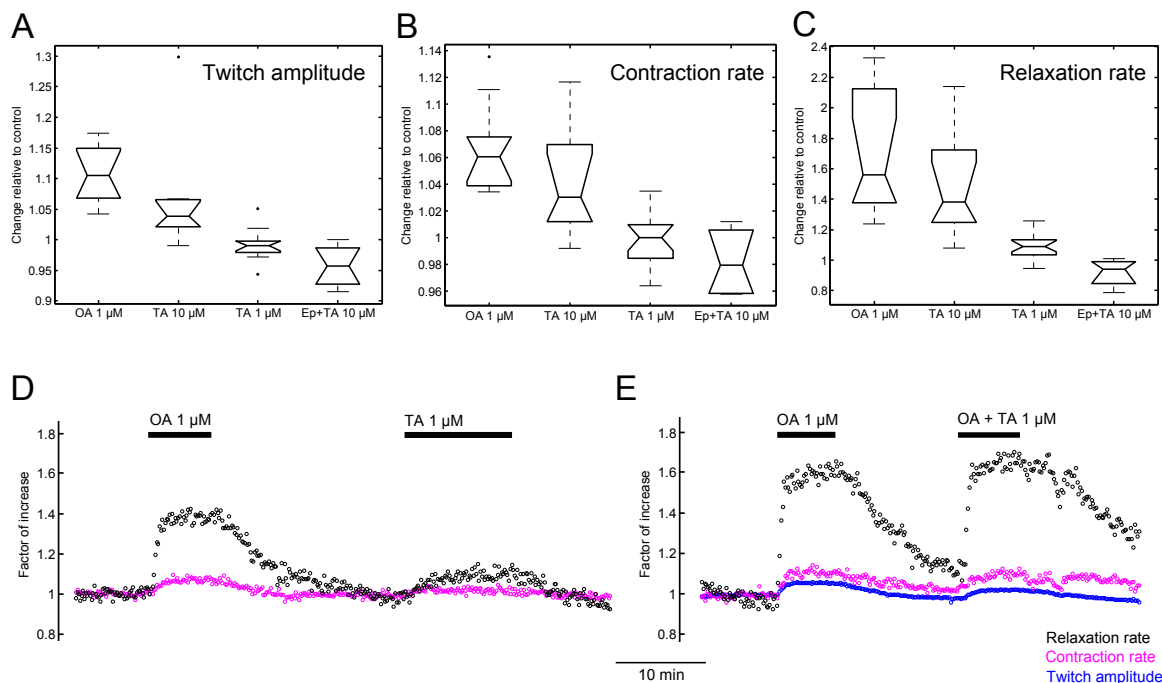 A
Twitch amplitude
Change relative to control
1.3
1.25
1.2
1.15
1.1
1.05
1
0.95
0.9
OA 1 µM
TA 10 µM
TA 1 µM
Ep+TA 10 µM
B
Contraction rate
Change relative to control
1.14
1.12
1.1
1.08
1.06
1.04
1.02
1
0.98
0.96
OA 1 µM
TA 10 µM
TA 1 µM
Ep+TA 10 µM
C
Relaxation rate
Change relative to control
2.4
2.2
2
1.8
1.6
1.4
1.2
1
0.8
OA 1 µM
TA 10 µM
TA 1 µM
Ep+TA 10 µM
D
OA 1 µM
TA 1 µM
Factor of increase
1.8
1.6
1.4
1.2
1
0.8
E
OA 1 µM
OA + TA 1 µM
Factor of increase
1.8
1.6
1.4
1.2
1
0.8
10 min
Relaxation rate
Contraction rate
Twitch amplitude